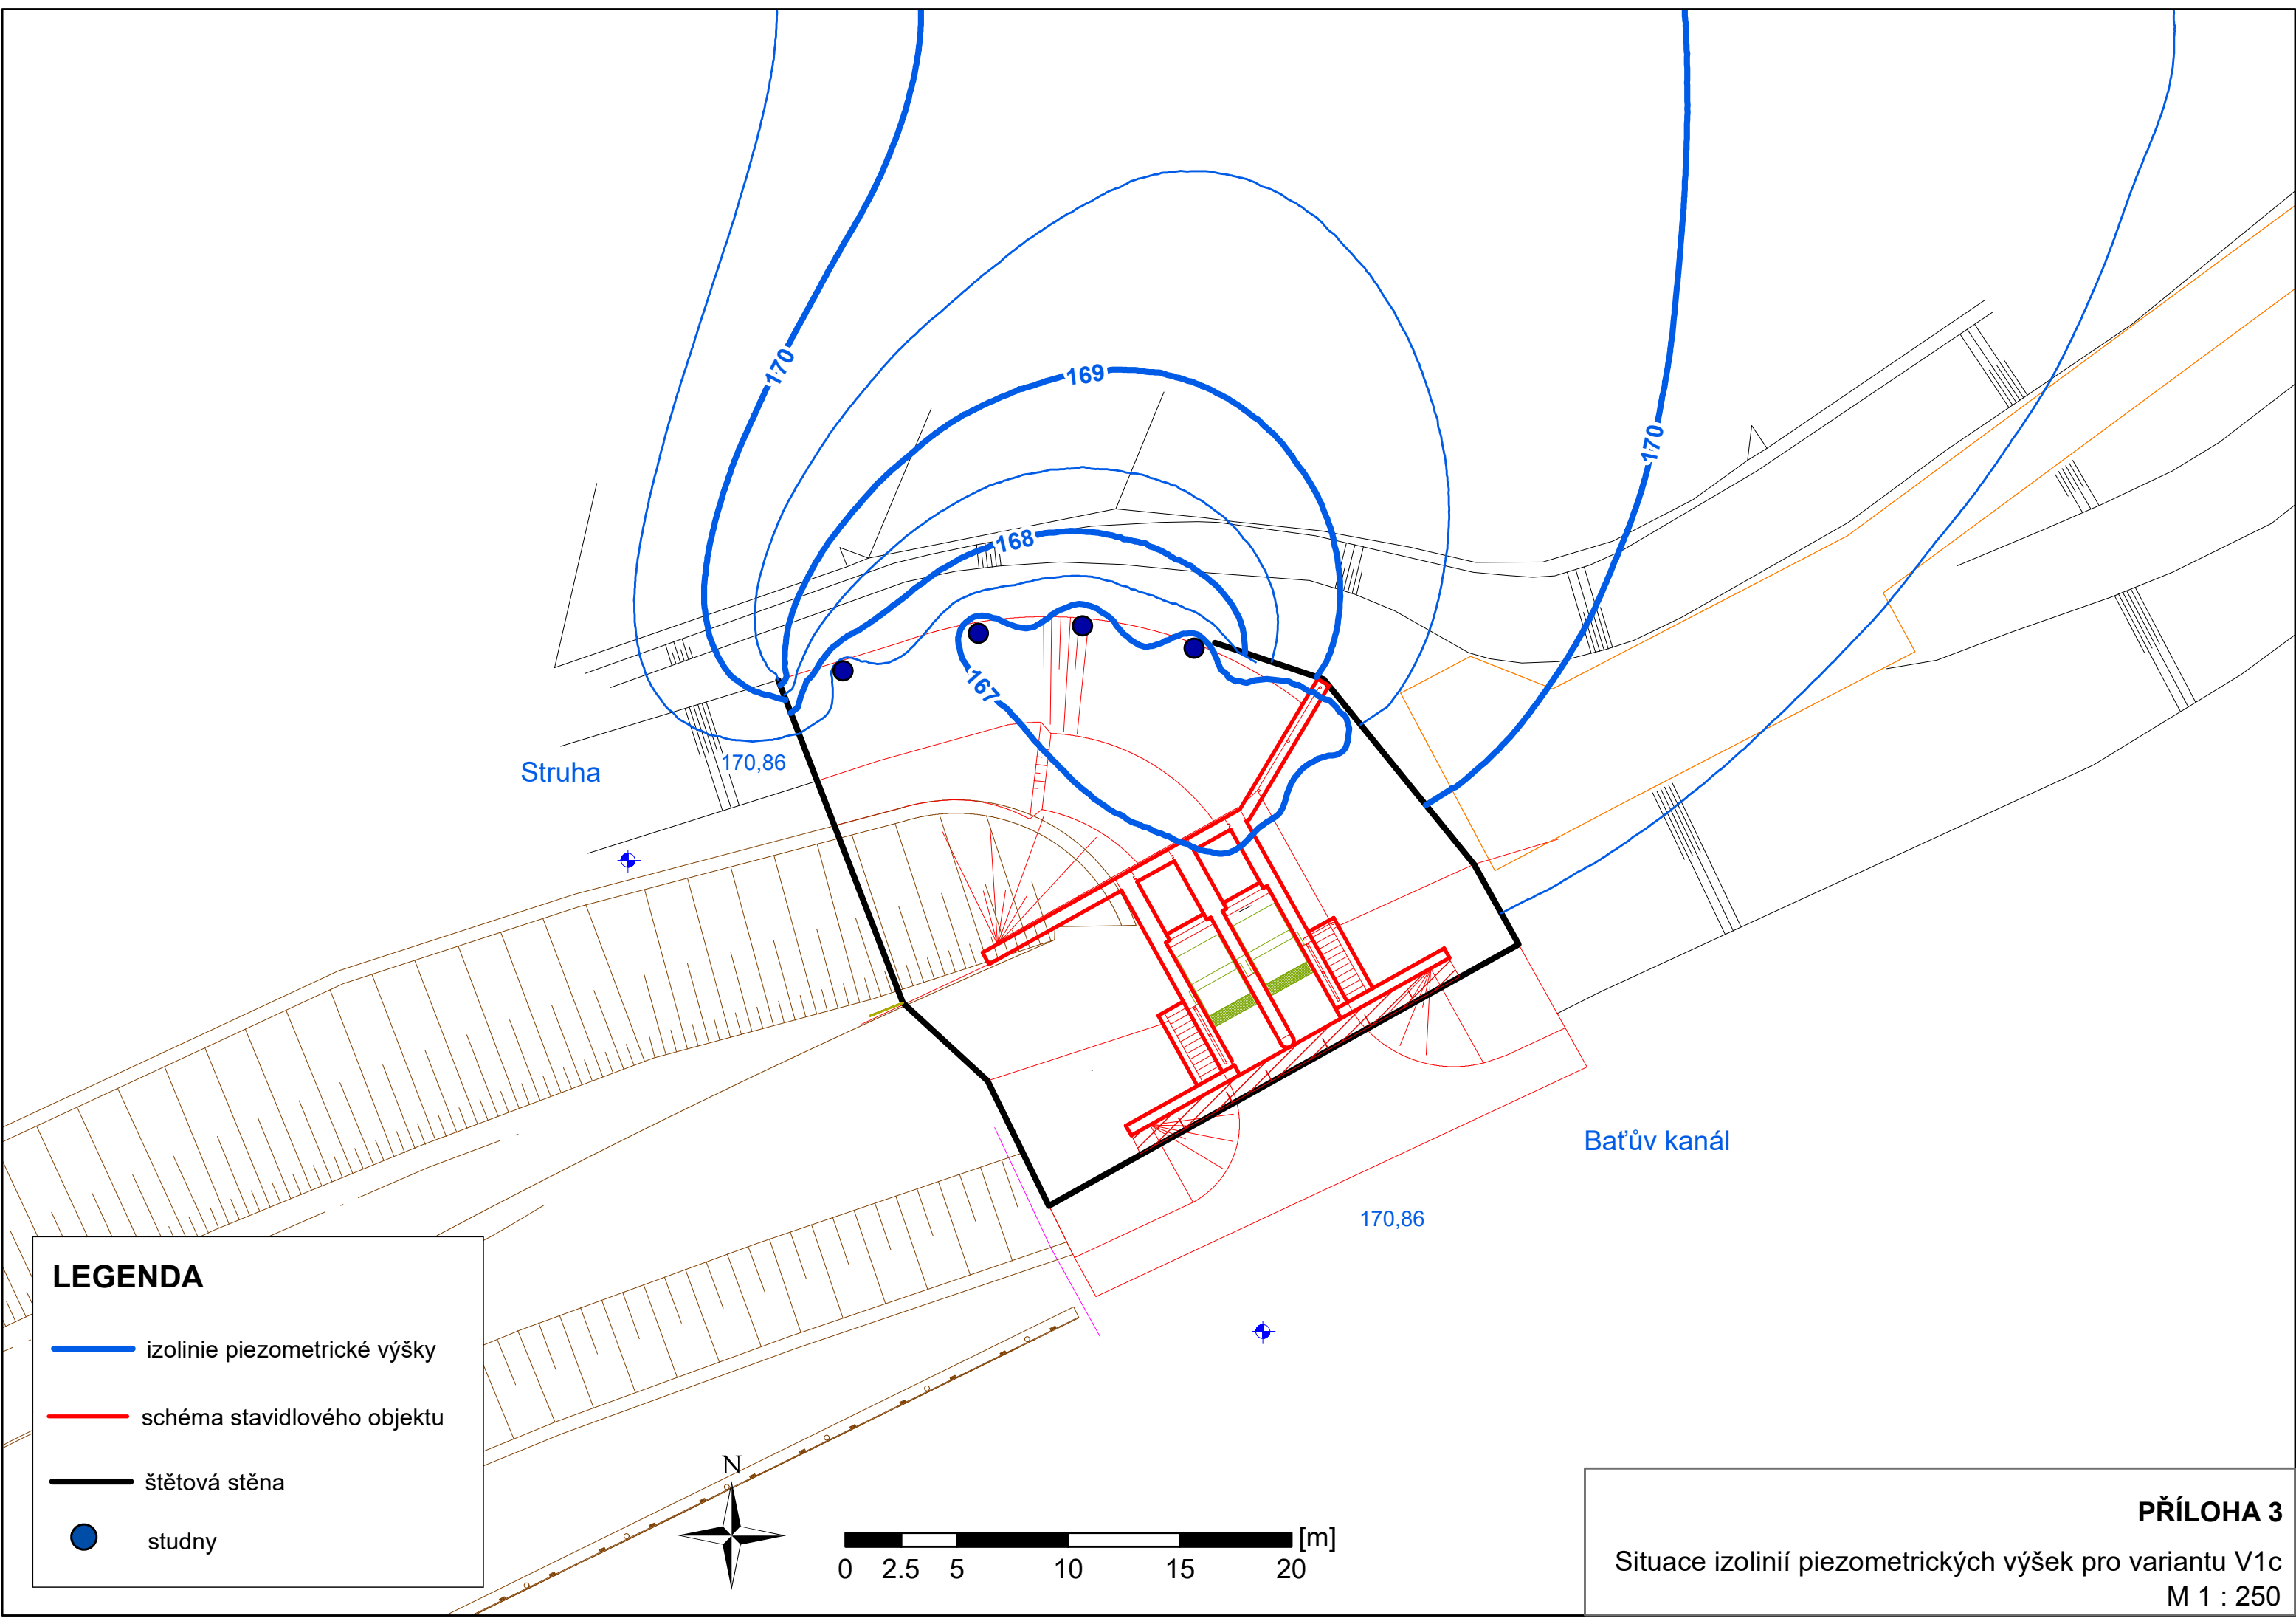 170
169
170
168
167
170,86
Struha
Baťův kanál
170,86
LEGENDA
izolinie piezometrické výšky
schéma stavidlového objektu
štětová stěna
studny
N
[m]
0 2.5 5 10 15 20
PŘÍLOHA 3
Situace izolinií piezometrických výšek pro variantu V1c
M 1 : 250